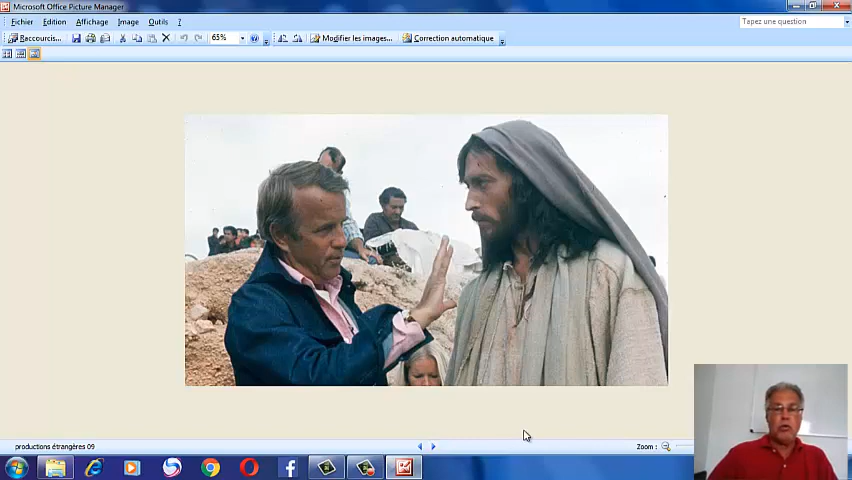 Microsoft Office Picture Manager
Fichier Edition Affichage Image Outils ?
Tapez une question
Raccourcis... 65% Modifier les images... Correction automatique
productions étrangères 09
Zoom :